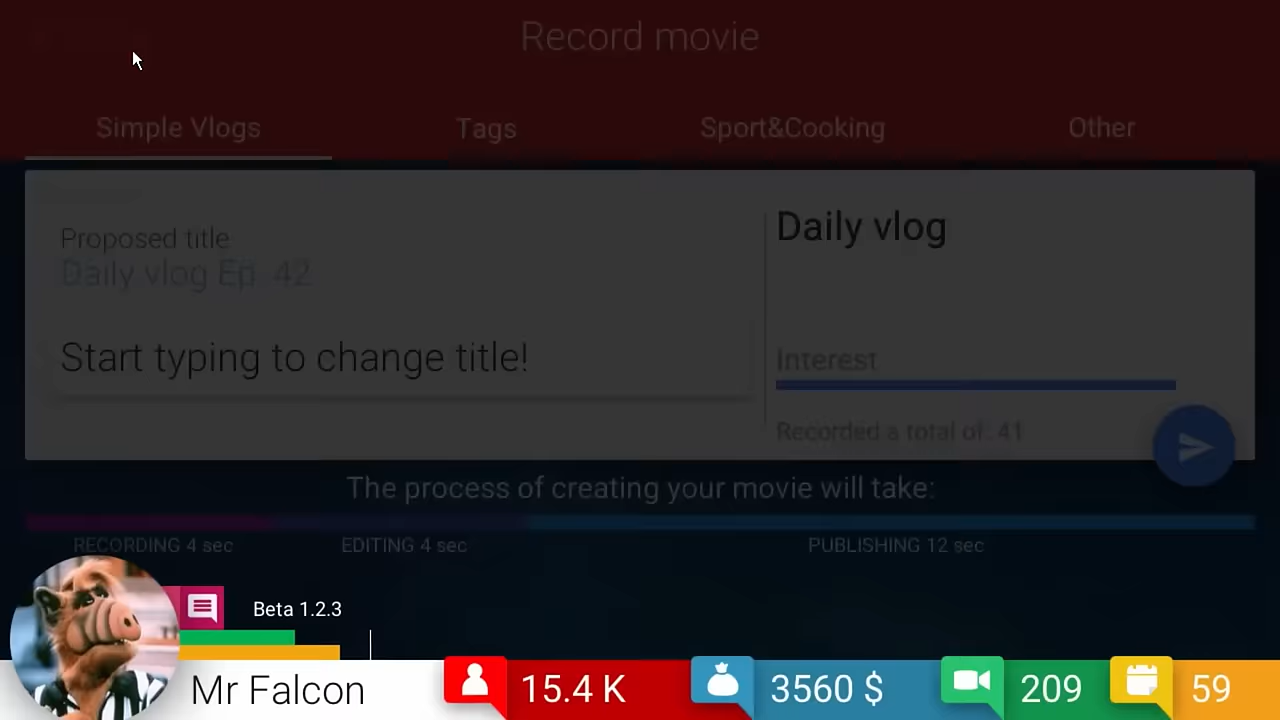 Record movie
Simple Vlogs
Tags
Sport&Cooking
Other
Proposed title
Daily vlog Ep. 42
Start typing to change title!
Daily vlog
Interest
Recorded a total of: 41
The process of creating your movie will take:
RECORDING 4 sec
EDITING 4 sec
PUBLISHING 12 sec
Beta 1.2.3
Mr Falcon
15.4 K
3560 $
209
59